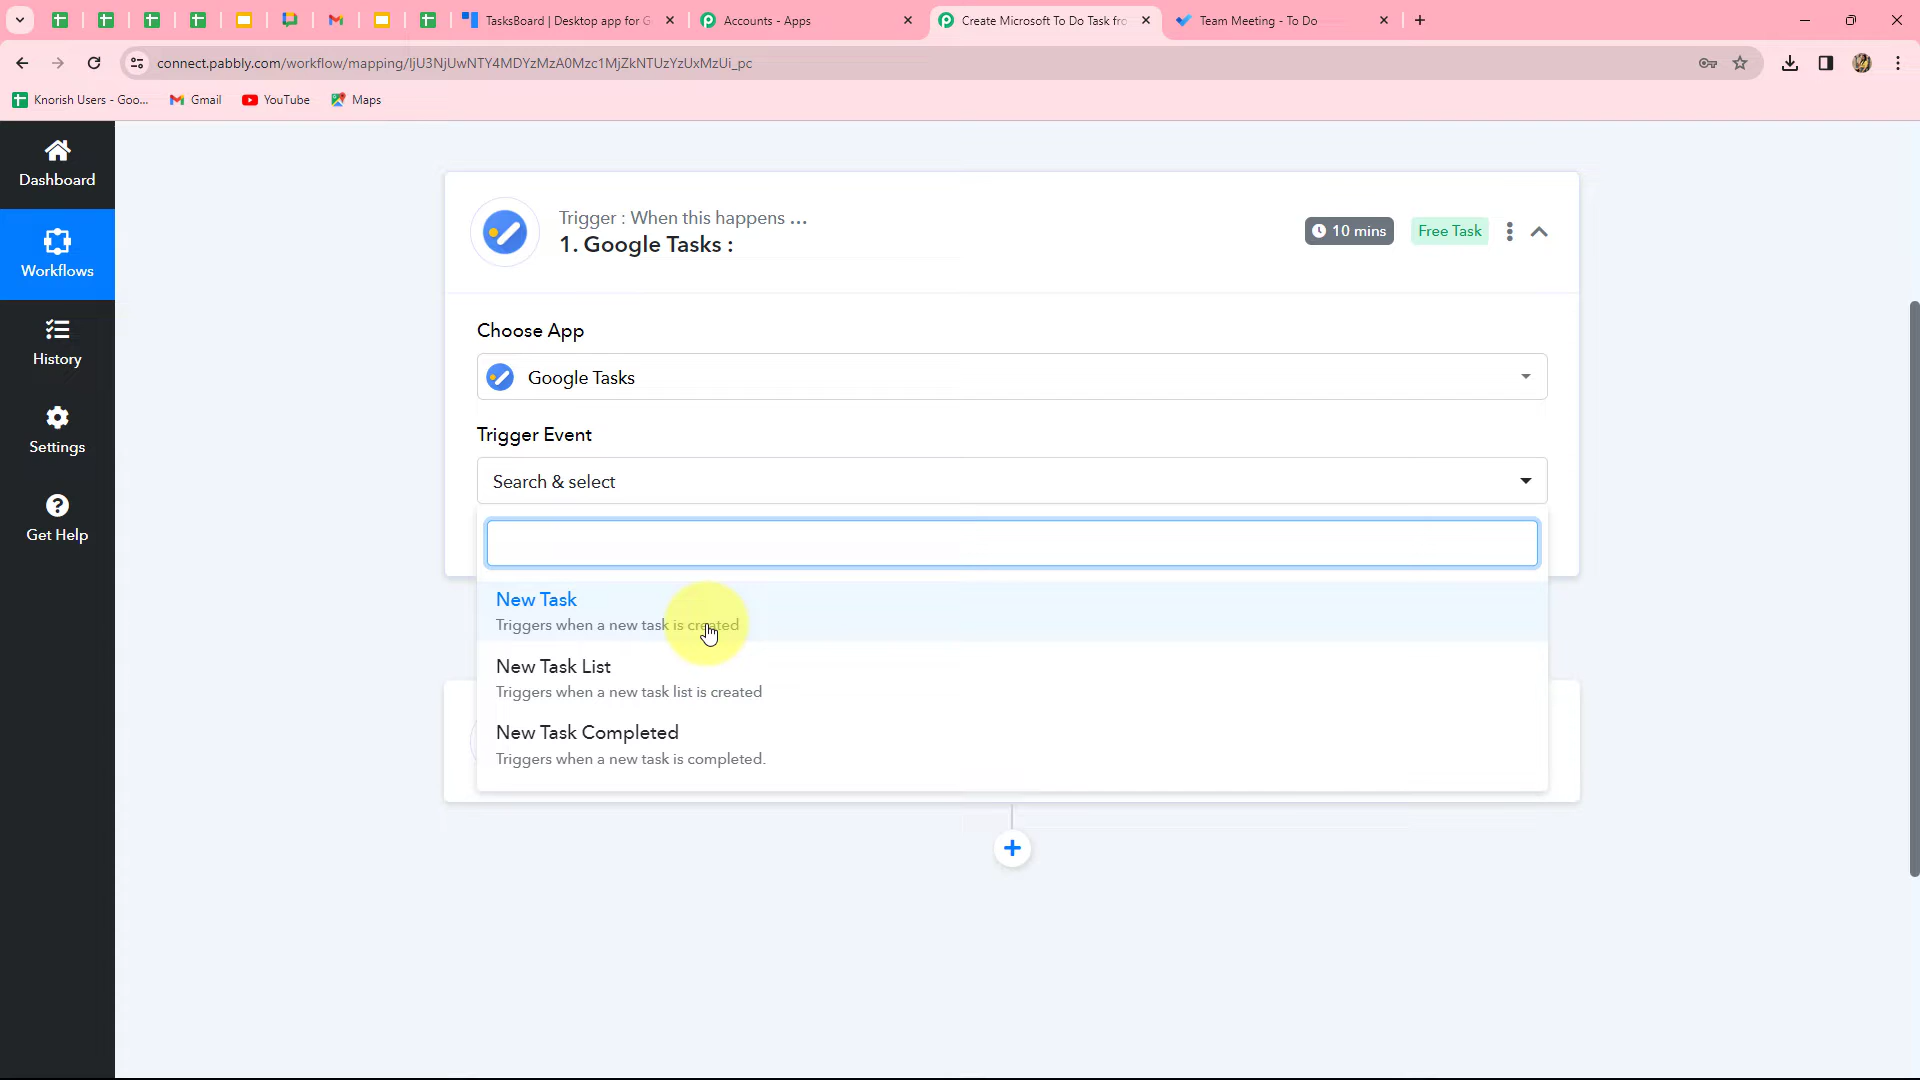 TasksBoard | Desktop app for G
Accounts - Apps
Create Microsoft To Do Task fro
Team Meeting - To Do
connect.pabbly.com/workflow/mapping/IjU3NjUwNTY4MDYzMzA0Mzc1MjZkNTUzYzUxMzUi_pc
Knorish Users - Goo...
Gmail
YouTube
Maps
Dashboard
Workflows
History
Settings
Get Help
Trigger : When this happens ...
1. Google Tasks :
10 mins
Free Task
Choose App
Google Tasks
Trigger Event
Search & select
New Task
Triggers when a new task is created
New Task List
Triggers when a new task list is created
New Task Completed
Triggers when a new task is completed.